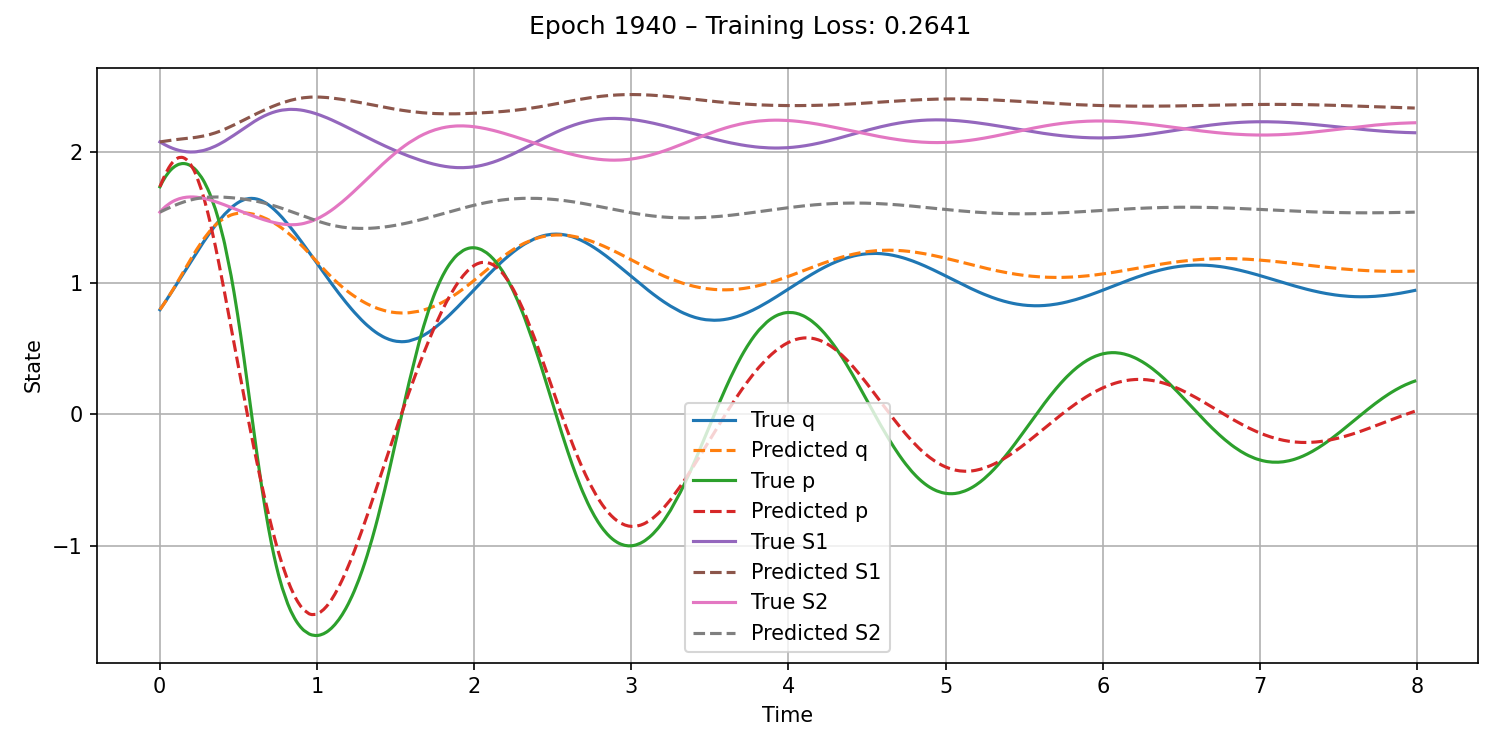 Epoch 1940 – Training Loss: 0.2641
State
2
1
0
−1
True q
Predicted q
True p
Predicted p
True S1
Predicted S1
True S2
Predicted S2
0 1 2 3 4 5 6 7 8
Time